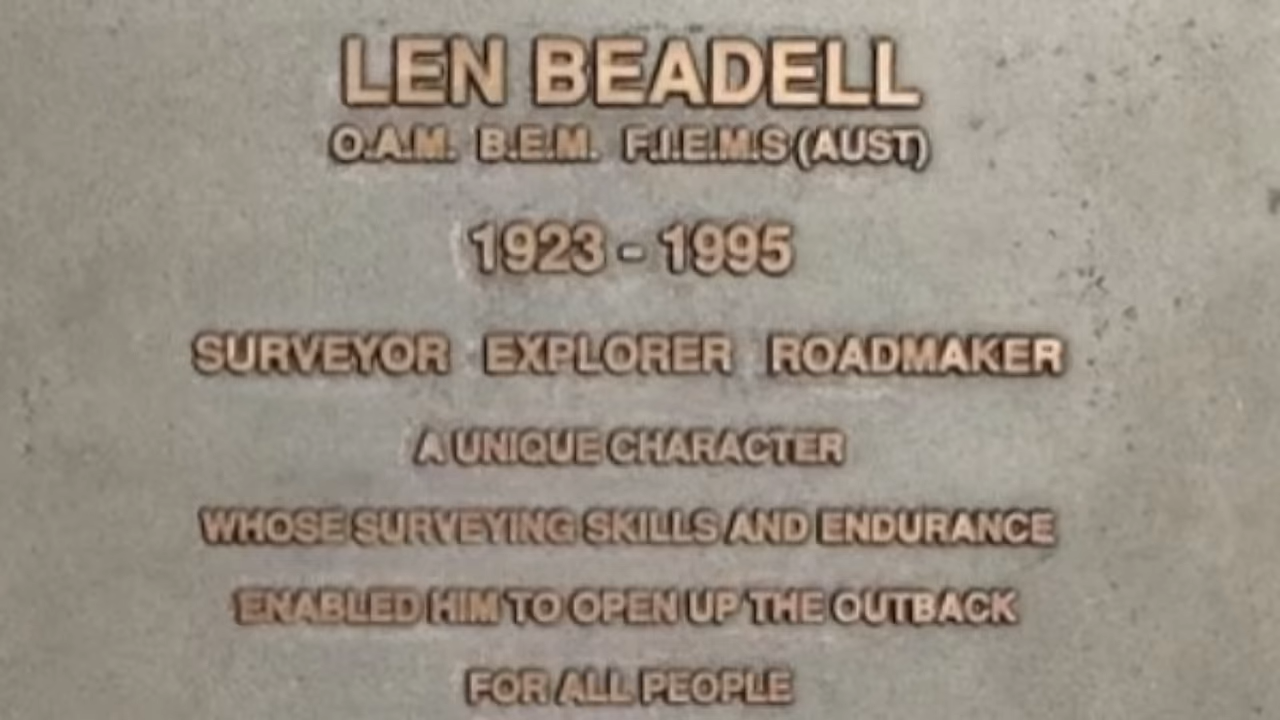 LEN BEADELL
O.A.M. B.E.M. F.I.E.M.S (AUST)
1923 - 1995
SURVEYOR EXPLORER ROADMAKER
A UNIQUE CHARACTER
WHOSE SURVEYING SKILLS AND ENDURANCE
ENABLED HIM TO OPEN UP THE OUTBACK
FOR ALL PEOPLE